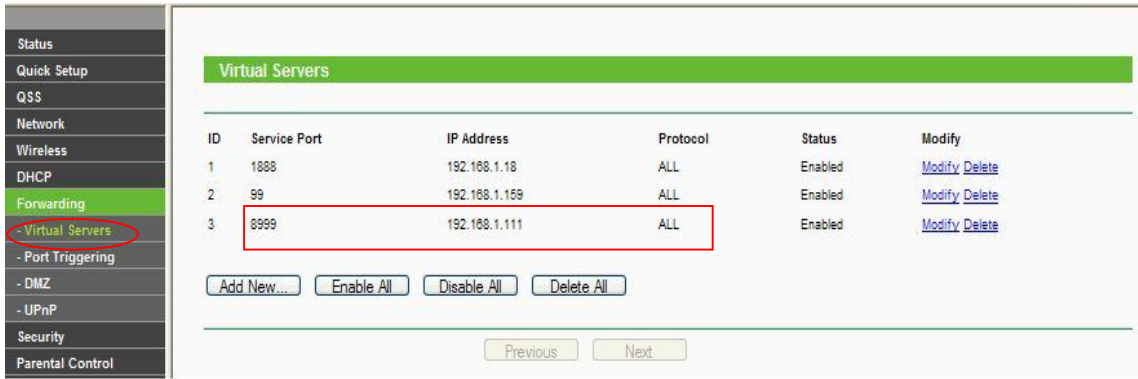 Status
Quick Setup
QSS
Network
Wireless
DHCP
Forwarding
- Virtual Servers
- Port Triggering
- DMZ
- UPnP
Security
Parental Control
Virtual Servers
ID Service Port IP Address Protocol Status Modify
1 1888 192.168.1.18 ALL Enabled Modify Delete
2 99 192.168.1.159 ALL Enabled Modify Delete
3 8999 192.168.1.111 ALL Enabled Modify Delete
Add New... Enable All Disable All Delete All
Previous Next